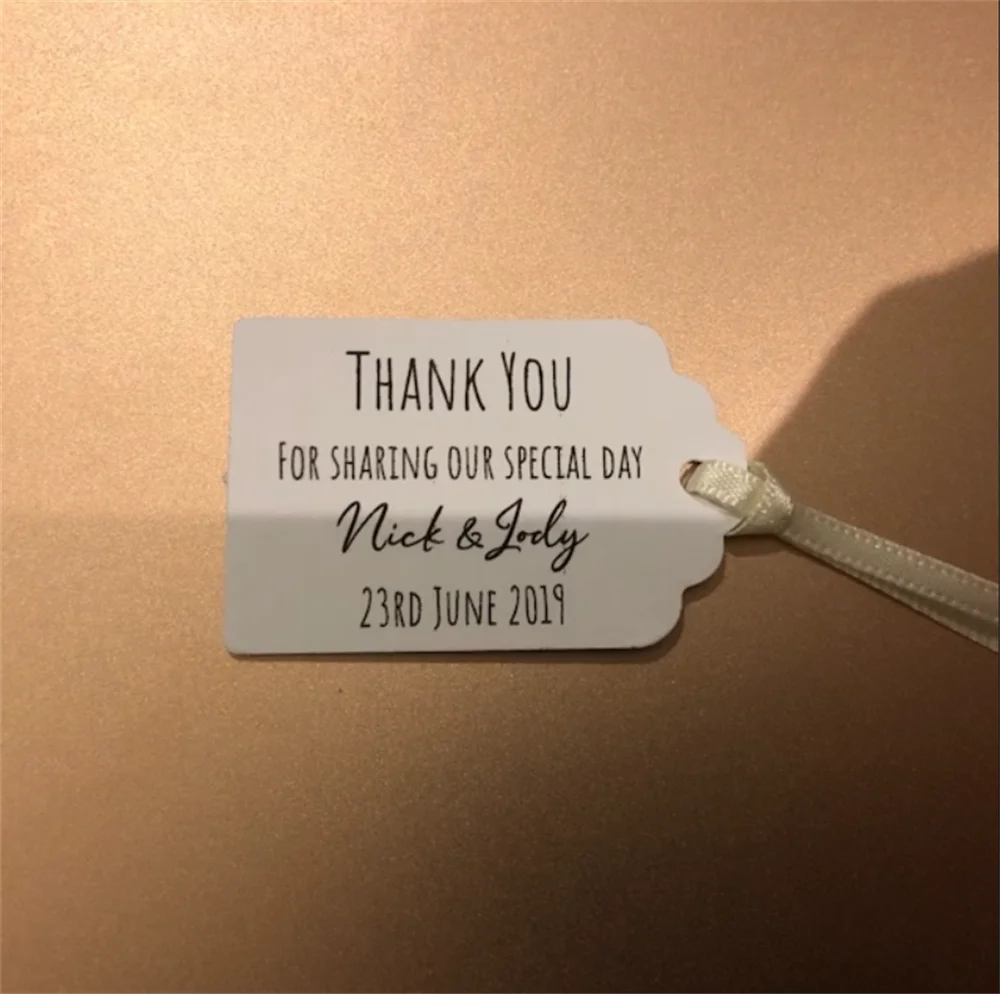 THANK YOU
FOR SHARING OUR SPECIAL DAY
Nick & Jody
23RD JUNE 2019